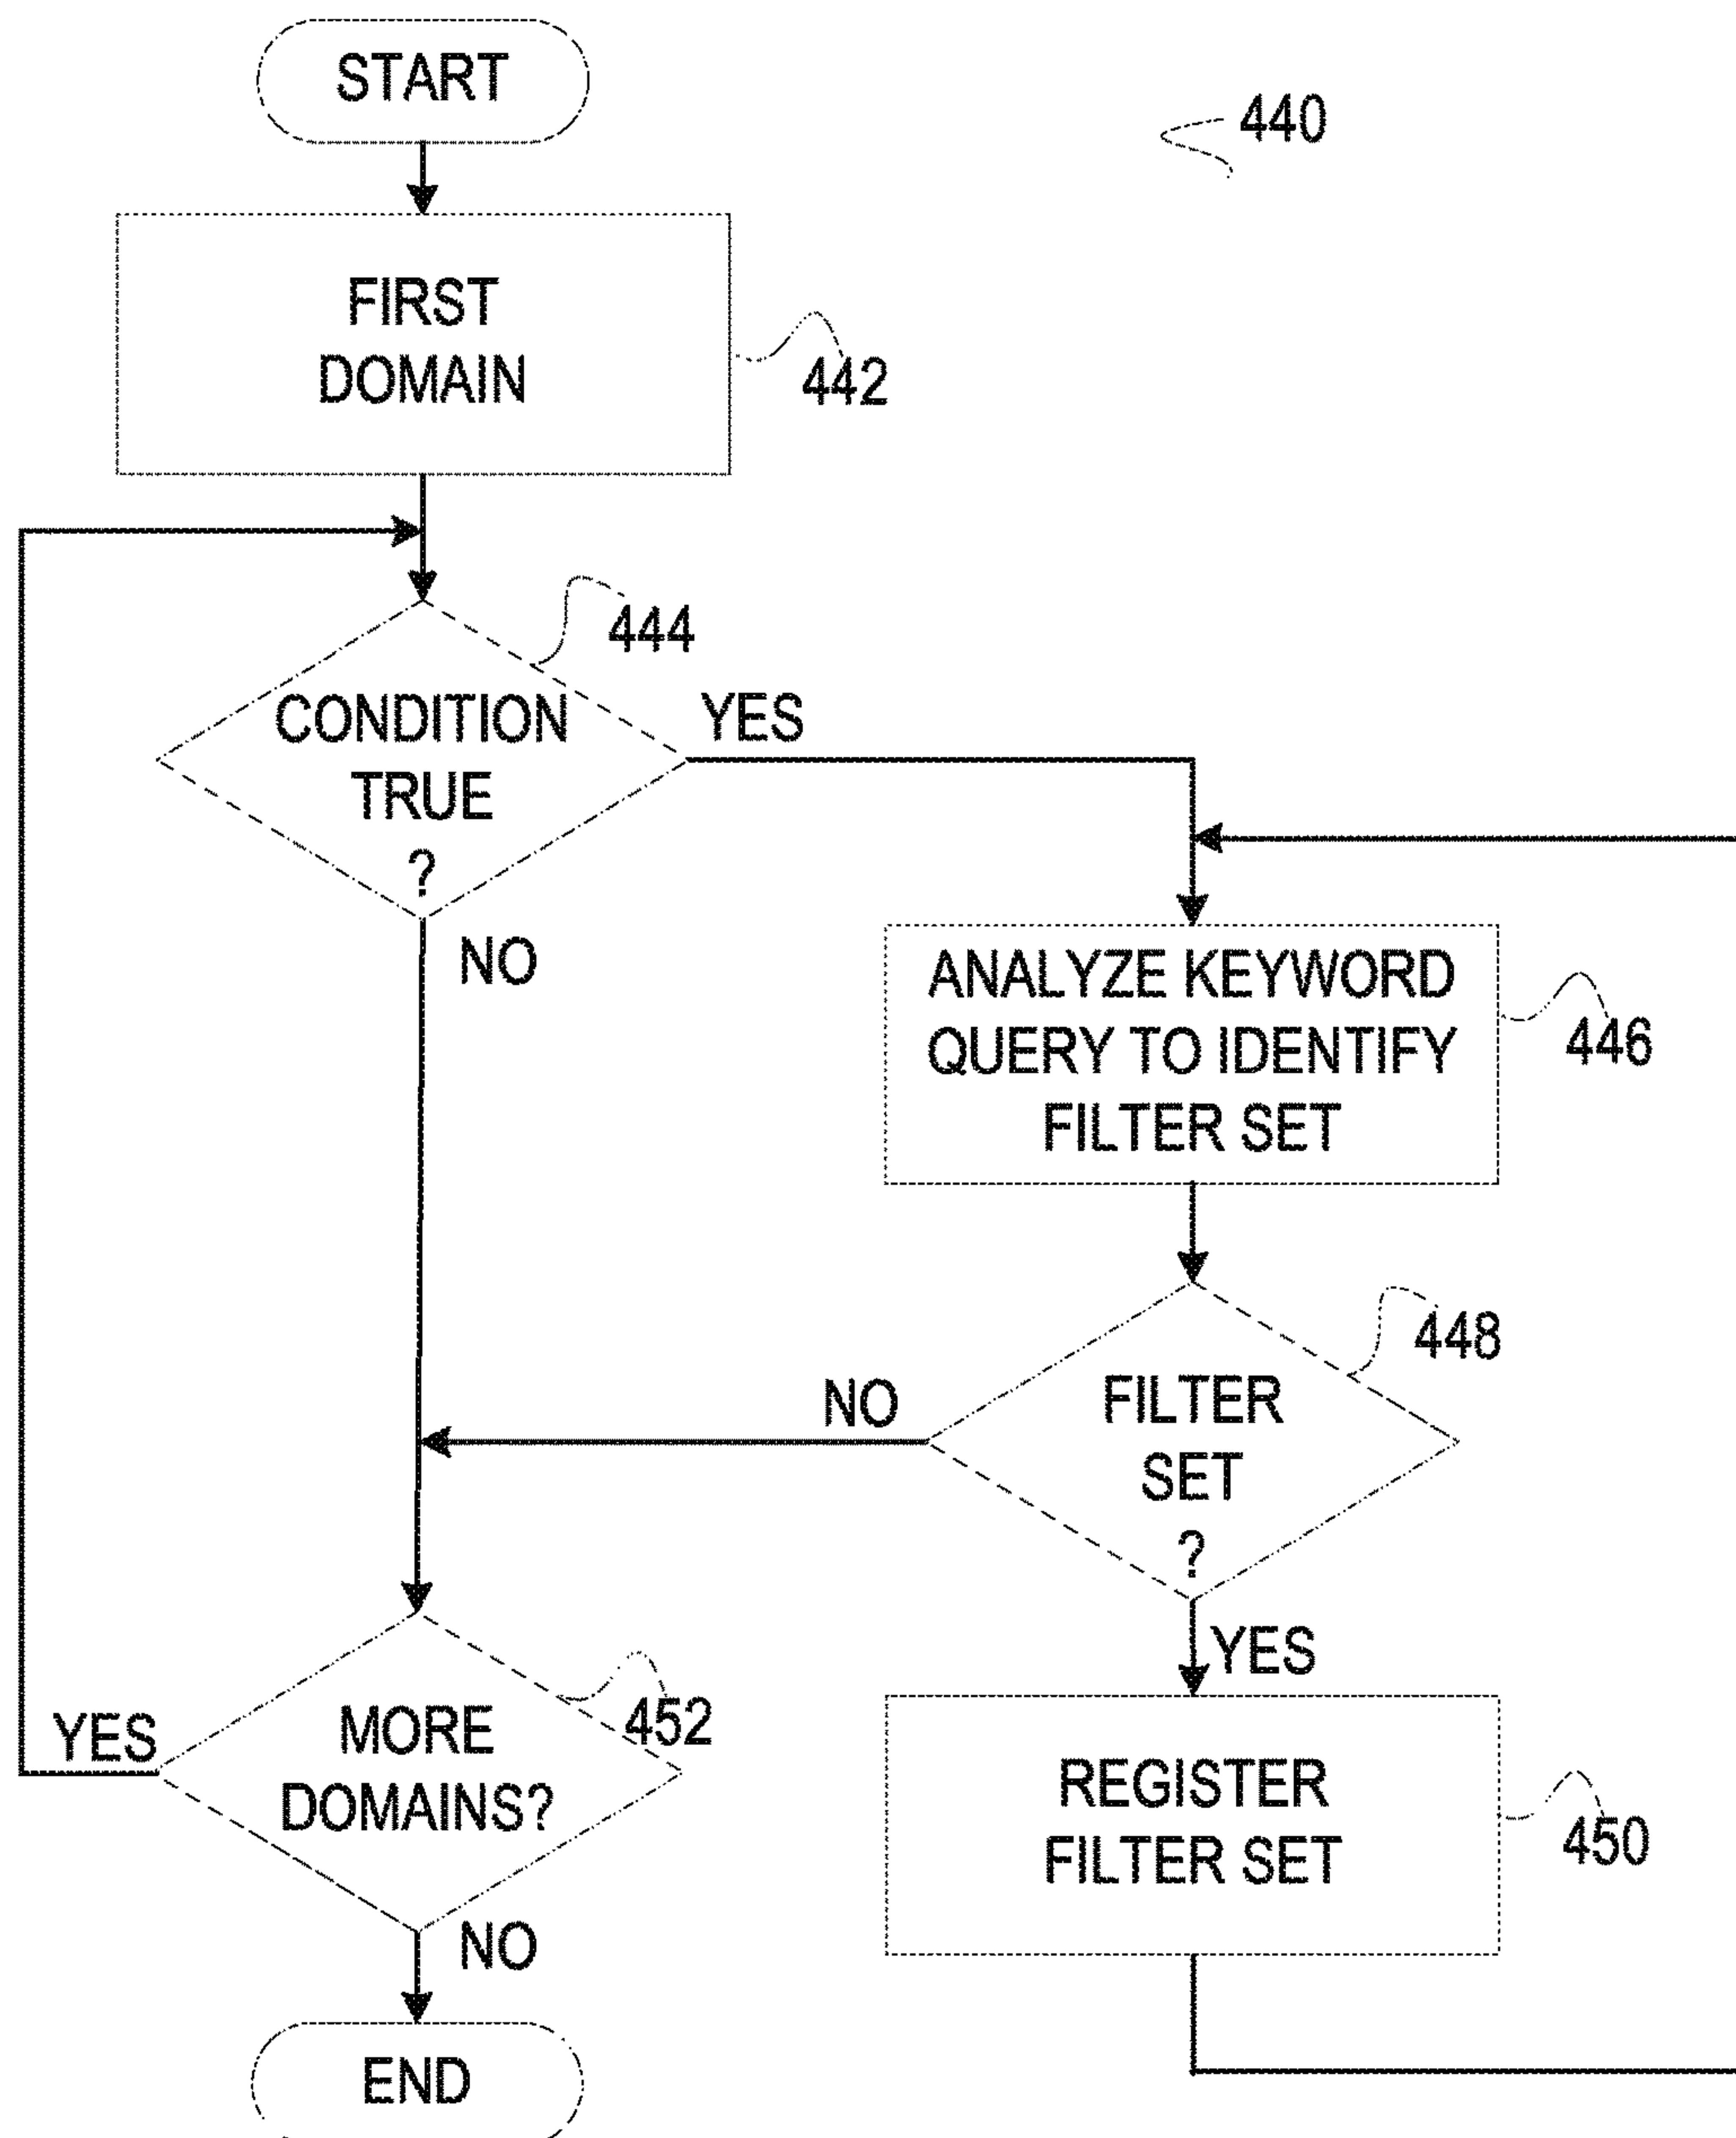 START
440
FIRST
DOMAIN
442
444
CONDITION
TRUE
?
YES
NO
ANALYZE KEYWORD
QUERY TO IDENTIFY
FILTER SET
446
448
FILTER
SET
?
NO
YES
452
MORE
DOMAINS?
YES
NO
REGISTER
FILTER SET
450
END